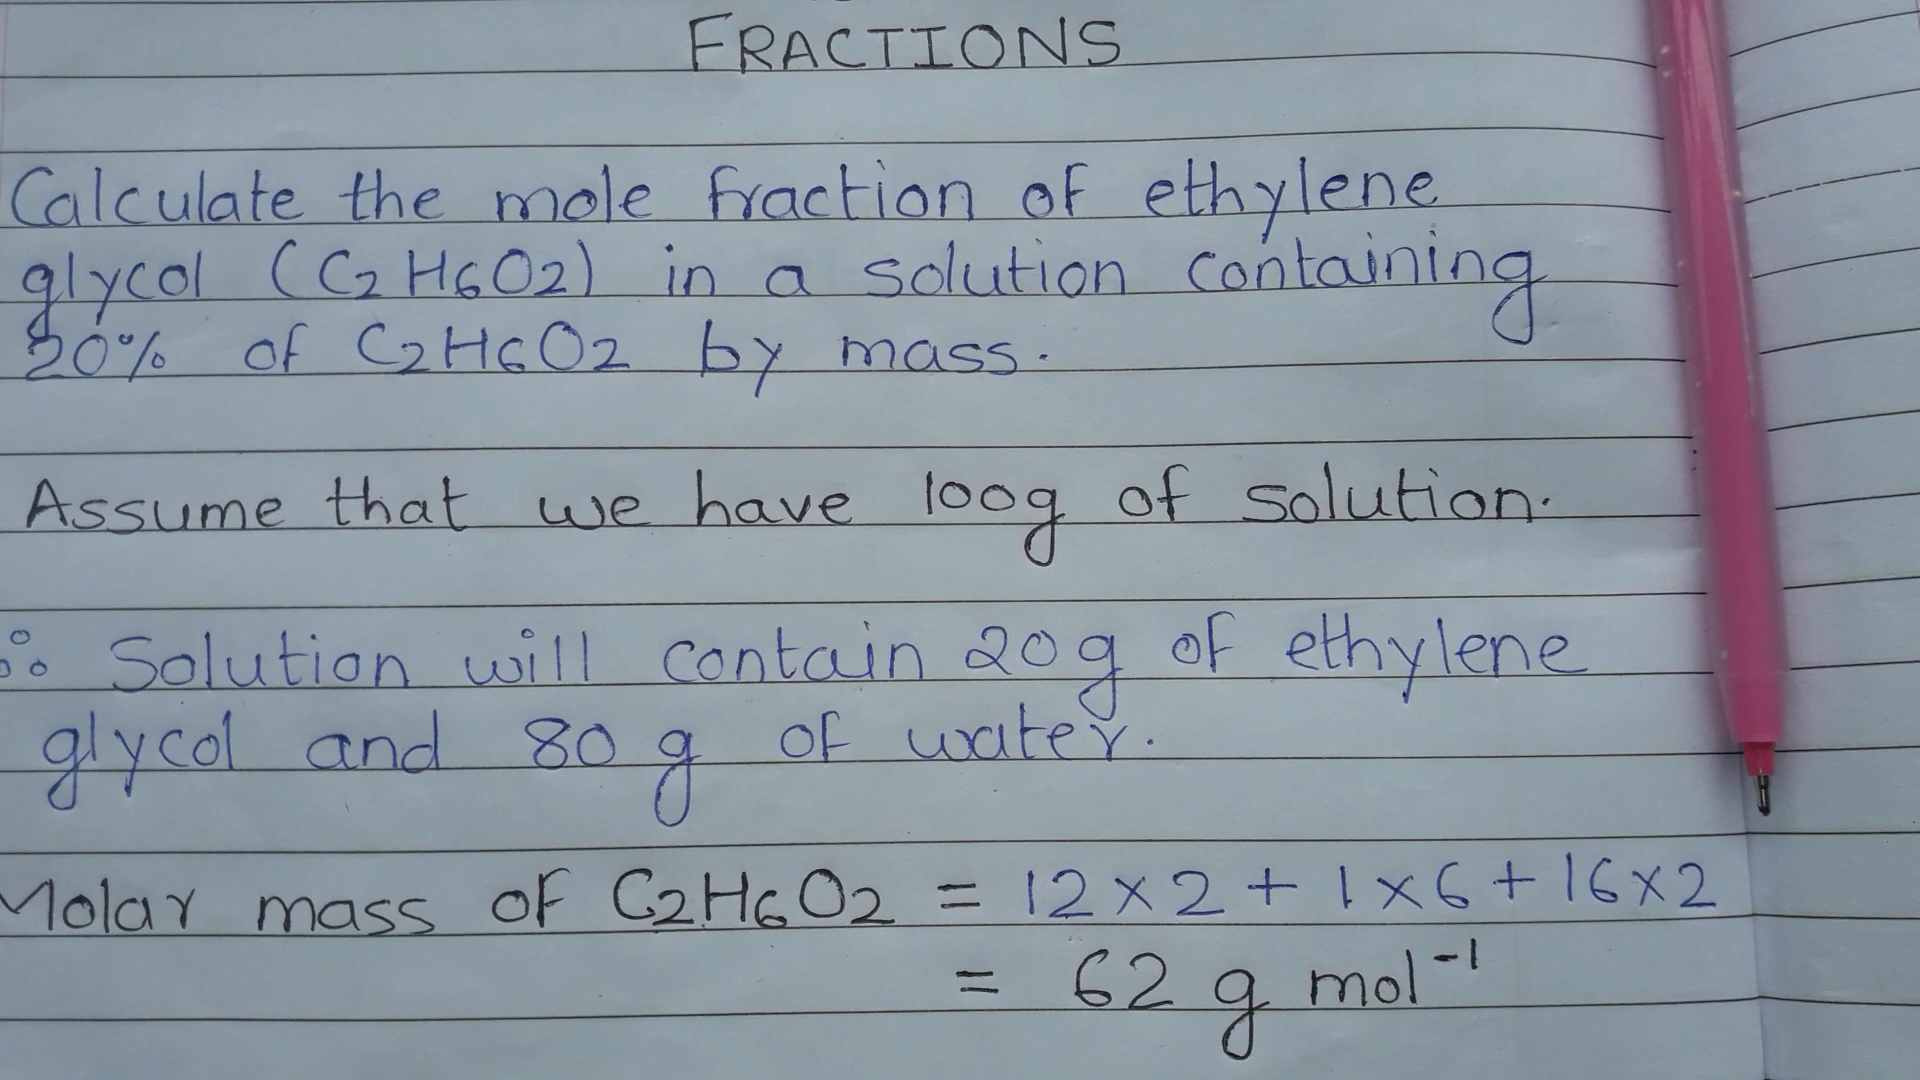 FRACTIONS
Calculate the mole fraction of ethylene
glycol (C2H6O2) in a solution containing
20% of C2H6O2 by mass.
Assume that we have 100g of solution.
∴ Solution will contain 20g of ethylene
glycol and 80 g of water.
Molar mass of C2H6O2 = 12 × 2 + 1 × 6 + 16 × 2
= 62 g mol⁻¹